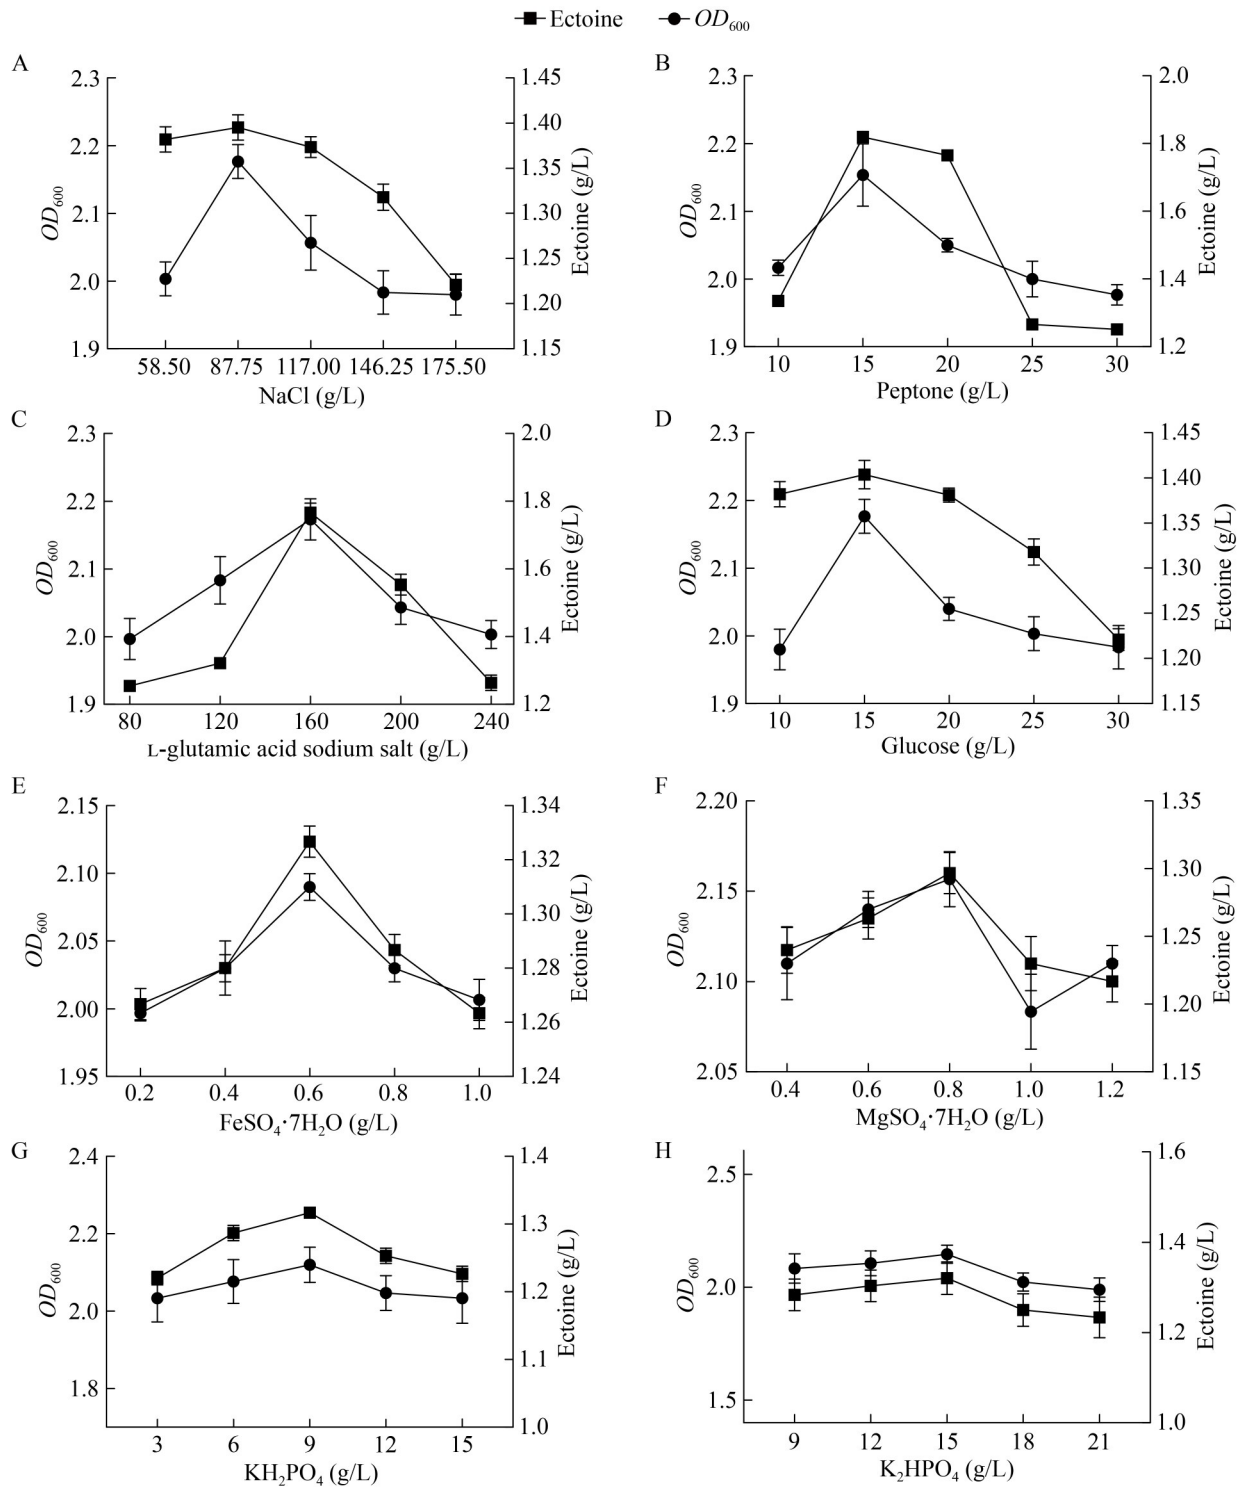 Ectoine OD600
A
2.3
2.2
2.1
2.0
1.9
OD600
1.45
1.40
1.35
1.30
1.25
1.20
1.15
Ectoine (g/L)
58.50 87.75 117.00 146.25 175.50
NaCl (g/L)
B
2.3
2.2
2.1
2.0
1.9
OD600
2.0
1.8
1.6
1.4
1.2
Ectoine (g/L)
10 15 20 25 30
Peptone (g/L)
C
2.3
2.2
2.1
2.0
1.9
OD600
2.0
1.8
1.6
1.4
1.2
Ectoine (g/L)
80 120 160 200 240
L-glutamic acid sodium salt (g/L)
D
2.3
2.2
2.1
2.0
1.9
OD600
1.45
1.40
1.35
1.30
1.25
1.20
1.15
Ectoine (g/L)
10 15 20 25 30
Glucose (g/L)
E
2.15
2.10
2.05
2.00
1.95
OD600
1.34
1.32
1.30
1.28
1.26
1.24
Ectoine (g/L)
0.2 0.4 0.6 0.8 1.0
FeSO4·7H2O (g/L)
F
2.20
2.15
2.10
2.05
OD600
1.35
1.30
1.25
1.20
1.15
Ectoine (g/L)
0.4 0.6 0.8 1.0 1.2
MgSO4·7H2O (g/L)
G
2.4
2.2
2.0
1.8
OD600
1.4
1.3
1.2
1.1
1.0
Ectoine (g/L)
3 6 9 12 15
KH2PO4 (g/L)
H
2.5
2.0
1.5
OD600
1.6
1.4
1.2
1.0
Ectoine (g/L)
9 12 15 18 21
K2HPO4 (g/L)